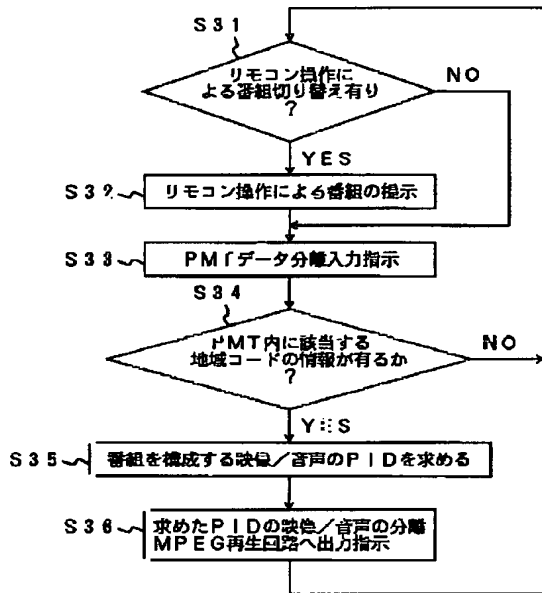 S31
リモコン操作に
よる番組切り替え有り
?
NO
YES
S32
リモコン操作による番組の提示
S33
PMTデータ分離入力指示
S34
PMT内に該当する
地域コードの情報が有るか
?
NO
YES
S35
番組を構成する映像/音声のPIDを求める
S36
求めたPIDの映像/音声の分離
MPEG再生回路へ出力指示